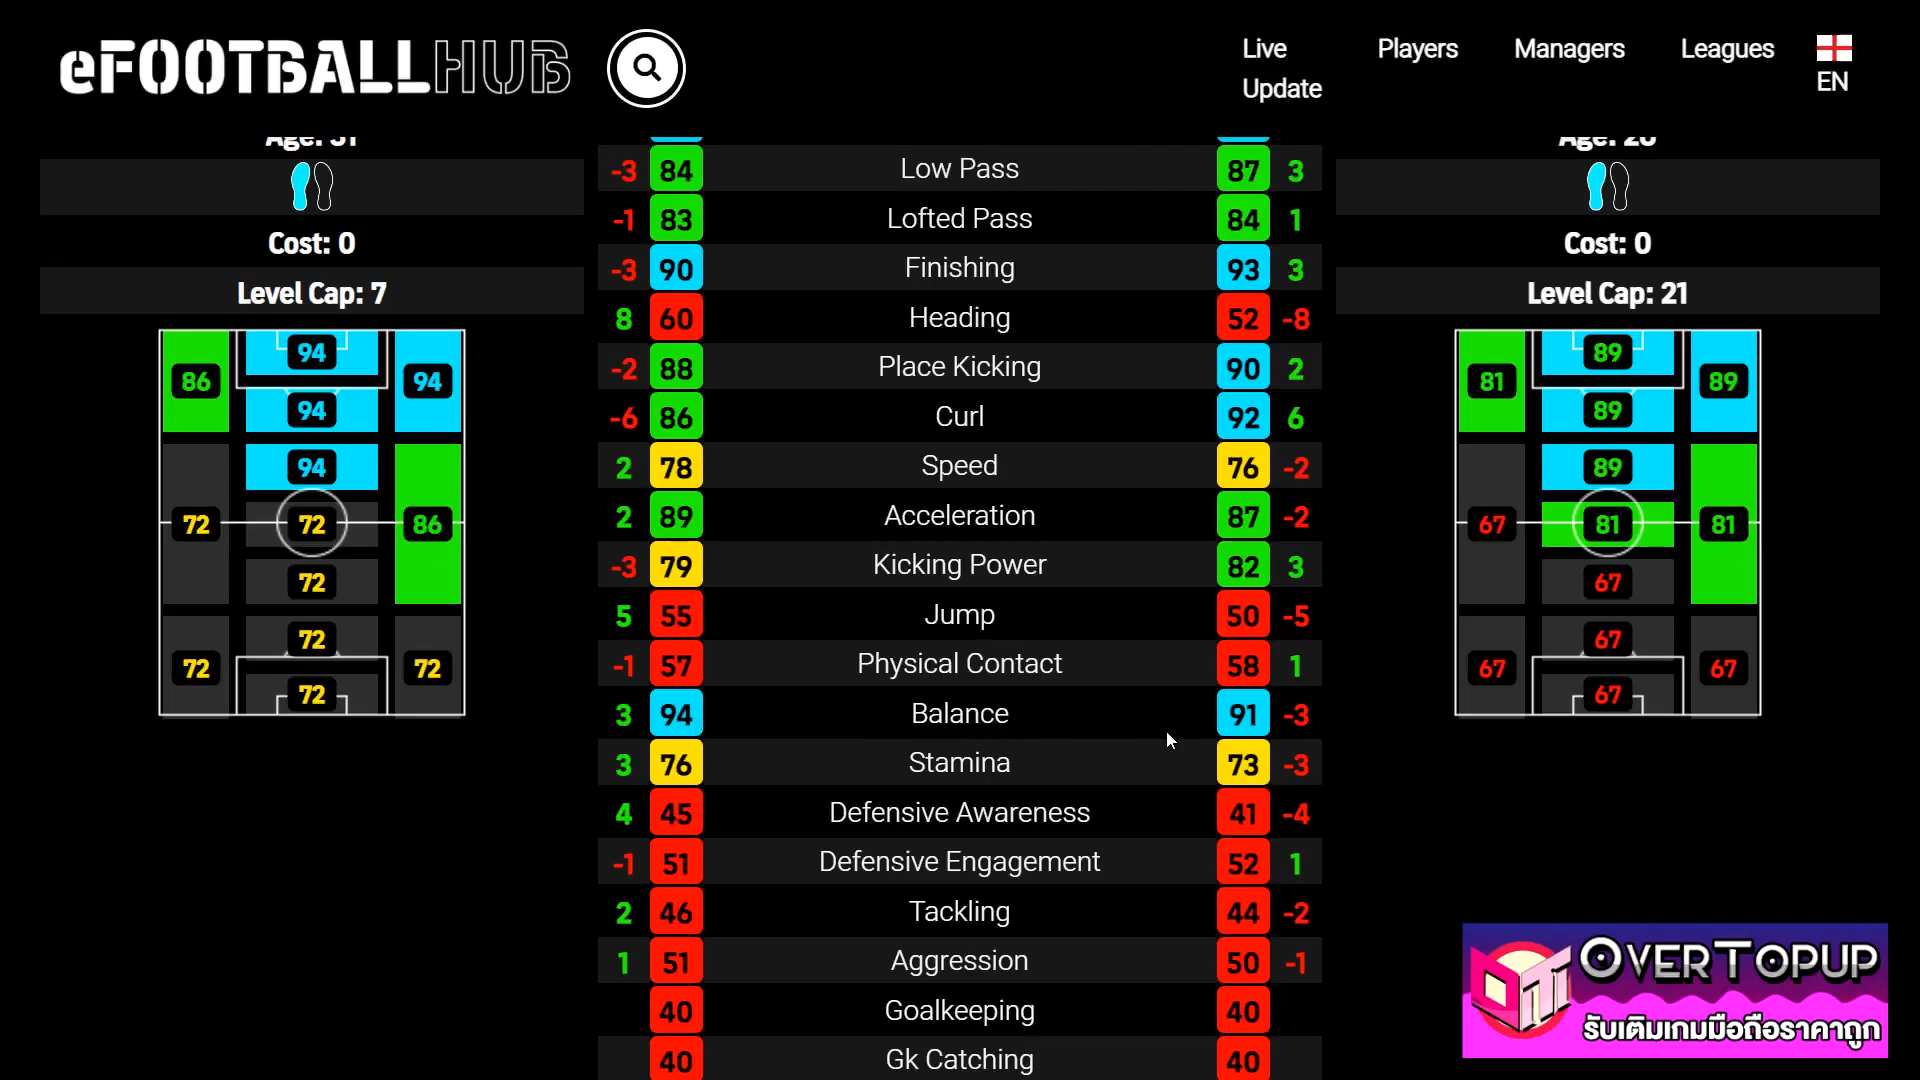 eFOOTBALLHUB
Live Update
Players
Managers
Leagues
EN
-3 84 Low Pass 87 3
-1 83 Lofted Pass 84 1
-3 90 Finishing 93 3
8 60 Heading 52 -8
-2 88 Place Kicking 90 2
-6 86 Curl 92 6
2 78 Speed 76 -2
2 89 Acceleration 87 -2
-3 79 Kicking Power 82 3
5 55 Jump 50 -5
-1 57 Physical Contact 58 1
3 94 Balance 91 -3
3 76 Stamina 73 -3
4 45 Defensive Awareness 41 -4
-1 51 Defensive Engagement 52 1
2 46 Tackling 44 -2
1 51 Aggression 50 -1
40 Goalkeeping 40
40 Gk Catching 40
Cost: 0
Level Cap: 7
94
86 94
94
94
72 72 86
72
72
72 72
72
Cost: 0
Level Cap: 21
89
81 89
89
89
67 81 81
67
67
67 67
67
OVERTOPUP
รับเติมเกมมือถือราคาถูก